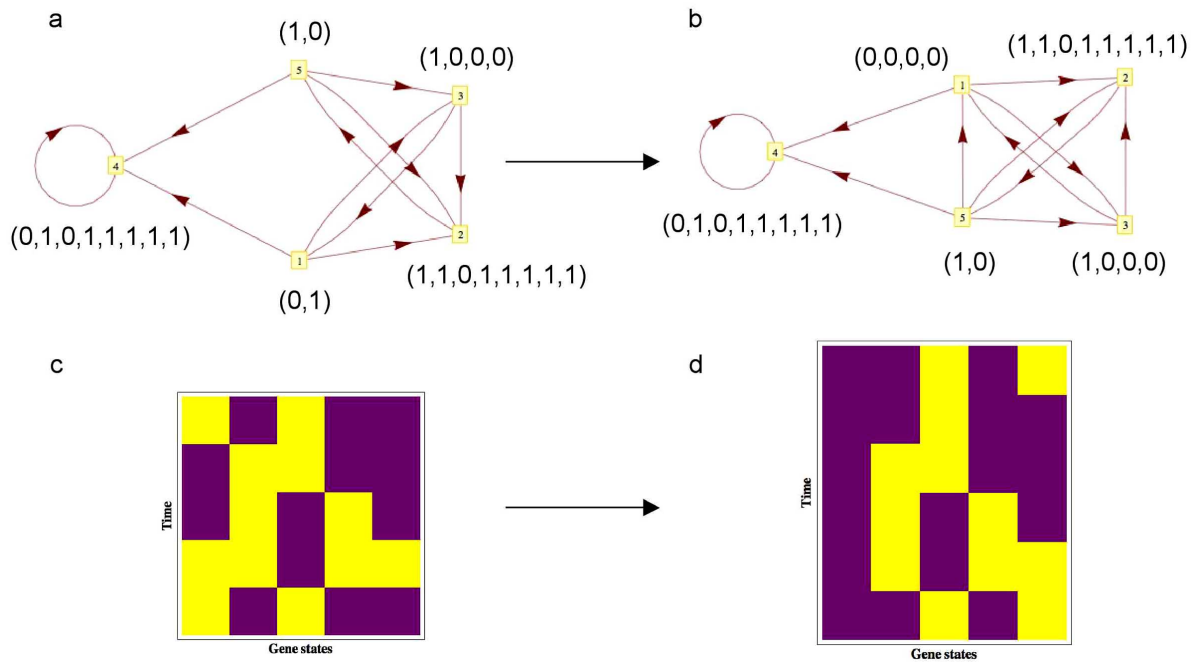 a
b
(1,0)
(1,0,0,0)
(0,0,0,0)
(1,1,0,1,1,1,1,1)
5
3
1
2
4
4
(0,1,0,1,1,1,1,1)
(0,1,0,1,1,1,1,1)
1
2
5
3
(0,1)
(1,1,0,1,1,1,1,1)
(1,0)
(1,0,0,0)
c
d
Time
Time
Gene states
Gene states